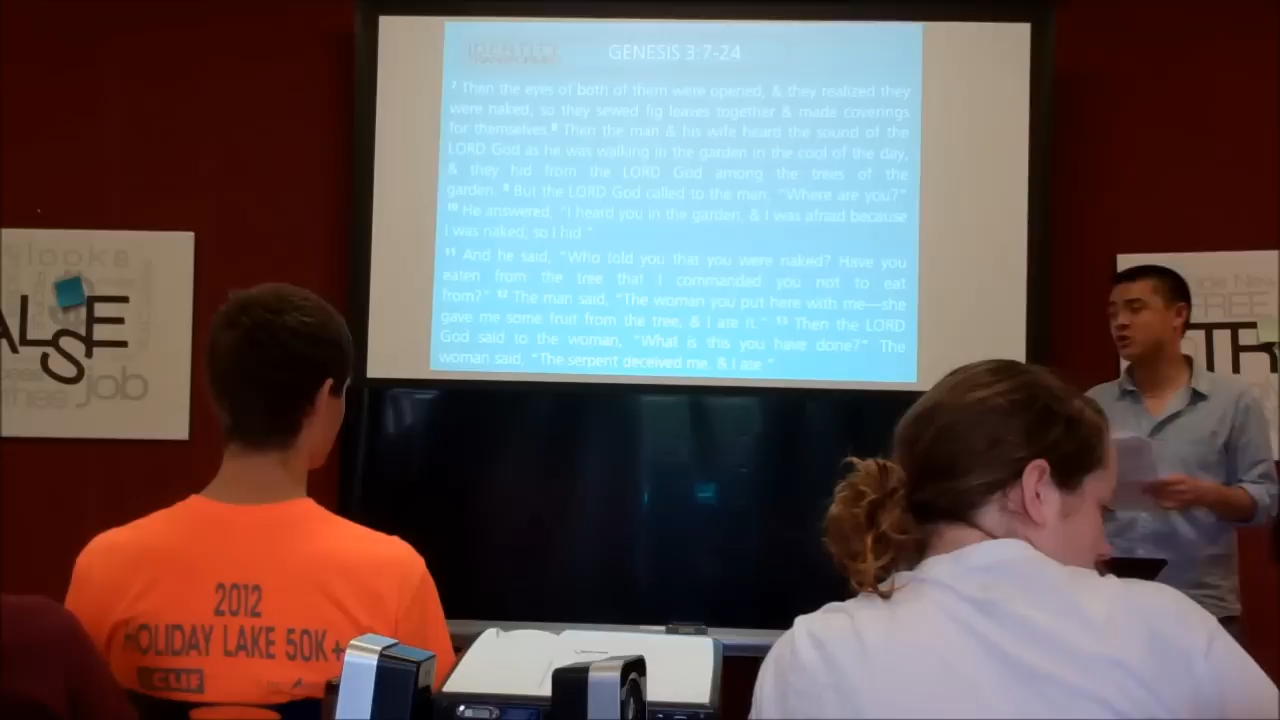 IDENTITY
TRANSFORMED
GENESIS 3:7-24
7 Then the eyes of both of them were opened, & they realized they
were naked, so they sewed fig leaves together & made coverings
for themselves. 8 Then the man & his wife heard the sound of the
LORD God as he was walking in the garden in the cool of the day,
& they hid from the LORD God among the trees of the
garden. 9 But the LORD God called to the man, “Where are you?”
10 He answered, “I heard you in the garden, & I was afraid because
I was naked; so I hid.”
11 And he said, “Who told you that you were naked? Have you
eaten from the tree that I commanded you not to eat
from?” 12 The man said, “The woman you put here with me—she
gave me some fruit from the tree, & I ate it.” 13 Then the LORD
God said to the woman, “What is this you have done?” The
woman said, “The serpent deceived me, & I ate.”
looks
ALSE
job
FREE
TR
2012
HOLIDAY LAKE 50K+
CLIF